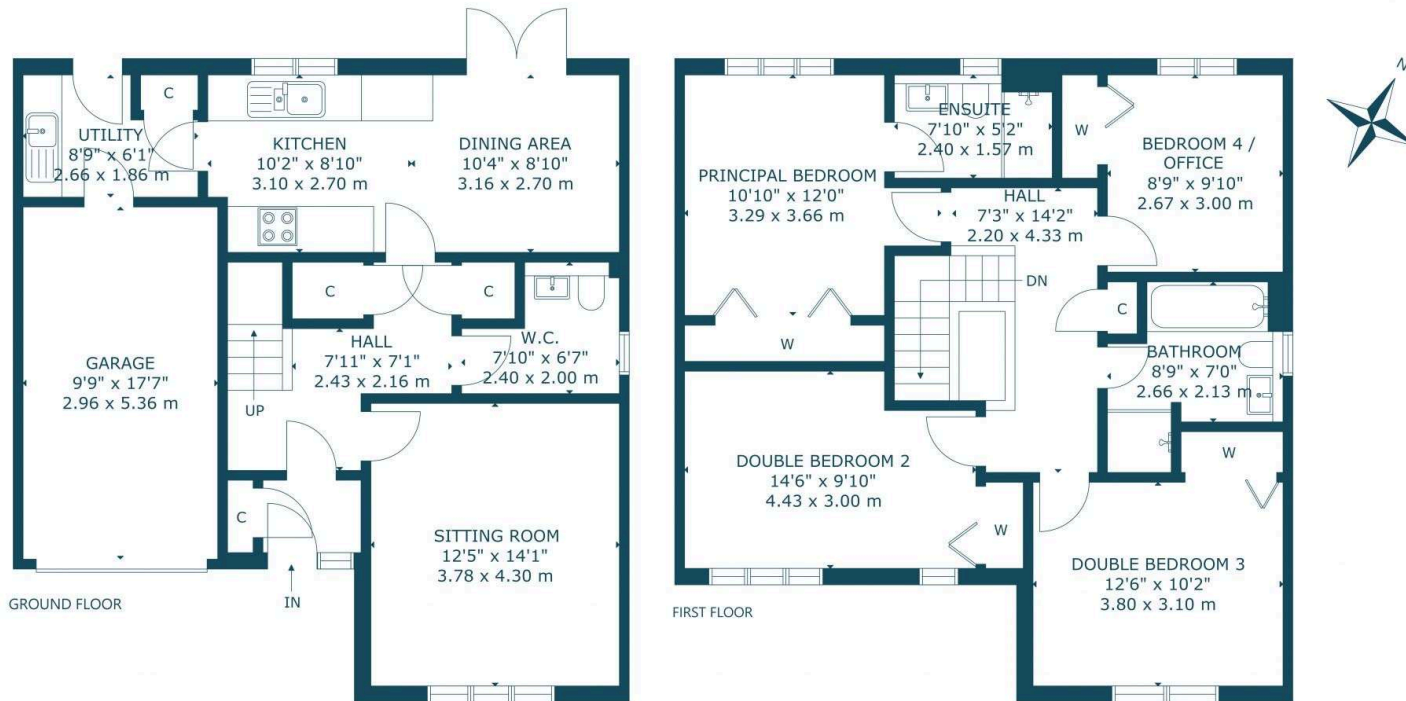 UTILITY
8'9" x 6'1"
2.66 x 1.86 m
C
KITCHEN
10'2" x 8'10"
3.10 x 2.70 m
DINING AREA
10'4" x 8'10"
3.16 x 2.70 m
C
C
W.C.
7'10" x 6'7"
2.40 x 2.00 m
HALL
7'11" x 7'1"
2.43 x 2.16 m
UP
GARAGE
9'9" x 17'7"
2.96 x 5.36 m
C
IN
SITTING ROOM
12'5" x 14'1"
3.78 x 4.30 m
GROUND FLOOR
PRINCIPAL BEDROOM
10'10" x 12'0"
3.29 x 3.66 m
ENSUITE
7'10" x 5'2"
2.40 x 1.57 m
W
BEDROOM 4 /
OFFICE
8'9" x 9'10"
2.67 x 3.00 m
HALL
7'3" x 14'2"
2.20 x 4.33 m
DN
W
C
BATHROOM
8'9" x 7'0"
2.66 x 2.13 m
DOUBLE BEDROOM 2
14'6" x 9'10"
4.43 x 3.00 m
W
W
DOUBLE BEDROOM 3
12'6" x 10'2"
3.80 x 3.10 m
FIRST FLOOR
N